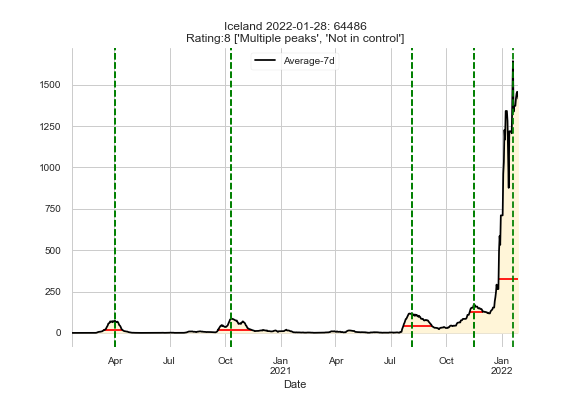 Iceland 2022-01-28: 64486
Rating:8 ['Multiple peaks', 'Not in control']
Average-7d
1500
1250
1000
750
500
250
0
Apr Jul Oct Jan Apr Jul Oct Jan
2021 2022
Date